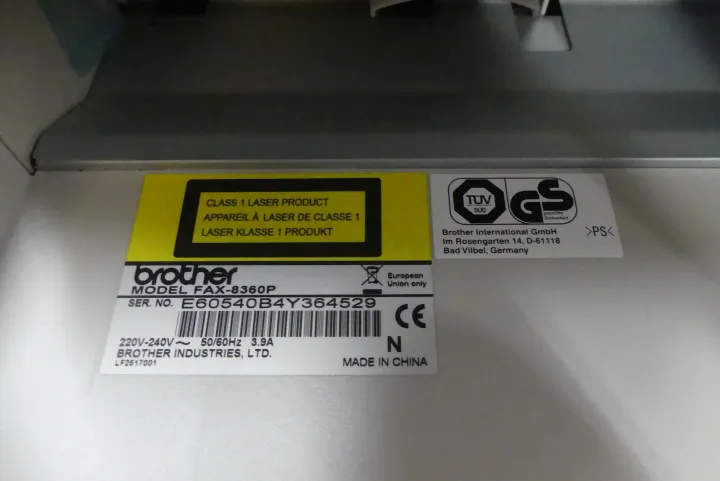 CLASS 1 LASER PRODUCT
APPAREIL À LASER DE CLASSE 1
LASER KLASSE 1 PRODUKT
brother
MODEL FAX-8360P
European
Union only
SER. NO. E60540B4Y364529
CE
220V-240V ~ 50/60Hz 3.9A
N
BROTHER INDUSTRIES, LTD.
LF2617001
MADE IN CHINA
TÜV
SÜD
GS
geprüfte
Sicherheit
Brother International GmbH
Im Rosengarten 14, D-61118
Bad Vilbel, Germany
>PS<